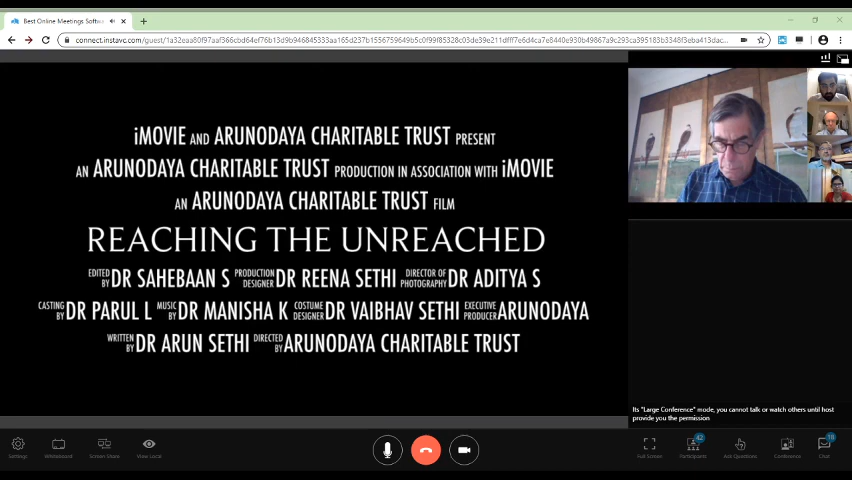 Best Online Meetings Softw
connect.instavc.com/guest/
iMOVIE AND ARUNODAYA CHARITABLE TRUST PRESENT
AN ARUNODAYA CHARITABLE TRUST PRODUCTION IN ASSOCIATION WITH iMOVIE
AN ARUNODAYA CHARITABLE TRUST FILM
REACHING THE UNREACHED
EDITED BY DR SAHEBAAN S PRODUCTION DESIGNER DR REENA SETHI DIRECTOR OF PHOTOGRAPHY DR ADITYA S
CASTING BY DR PARUL L MUSIC BY DR MANISHA K COSTUME DESIGNER DR VAIBHAV SETHI EXECUTIVE PRODUCER ARUNODAYA
WRITTEN BY DR ARUN SETHI DIRECTED BY ARUNODAYA CHARITABLE TRUST
Its "Large Conference" mode, you cannot talk or watch others until host
provide you the permission
42
18
Settings Whiteboard Screen Share View Local Full Screen Participants Ask Questions Conference Chat